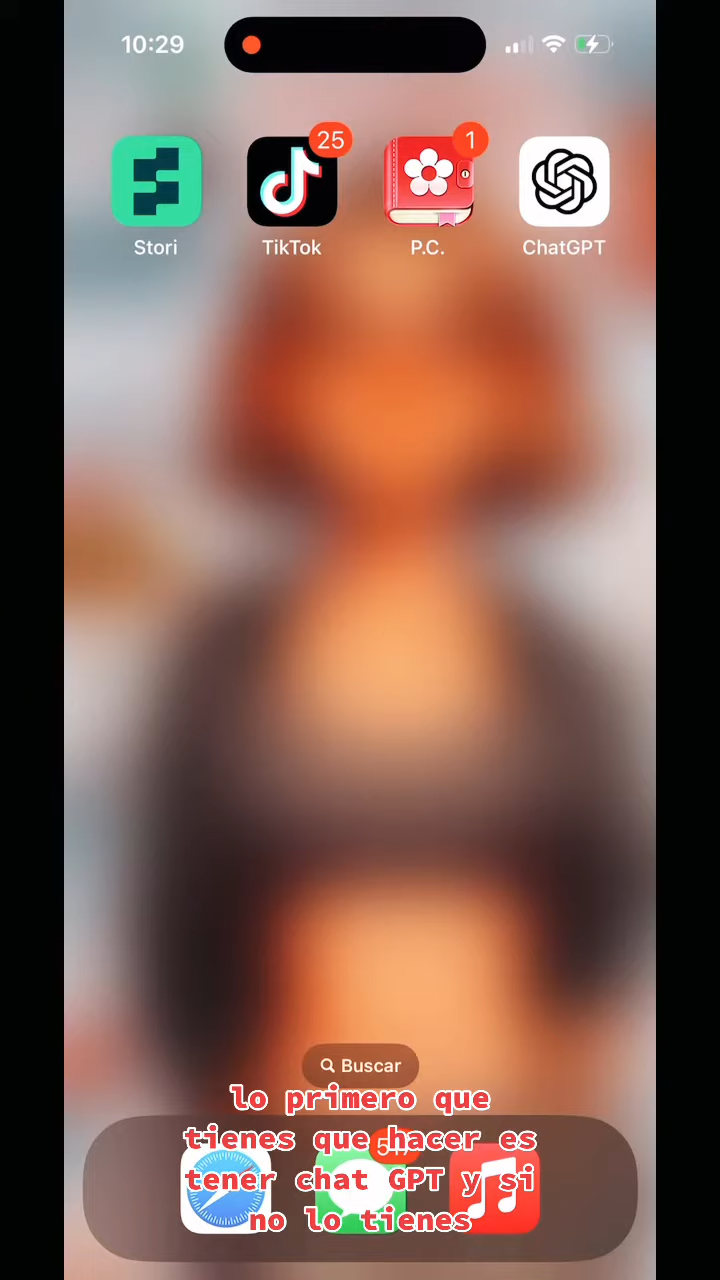 10:29
25
1
Stori
TikTok
P.C.
ChatGPT
Buscar
lo primero que
tienes que hacer es
tener chat GPT y si
no lo tienes